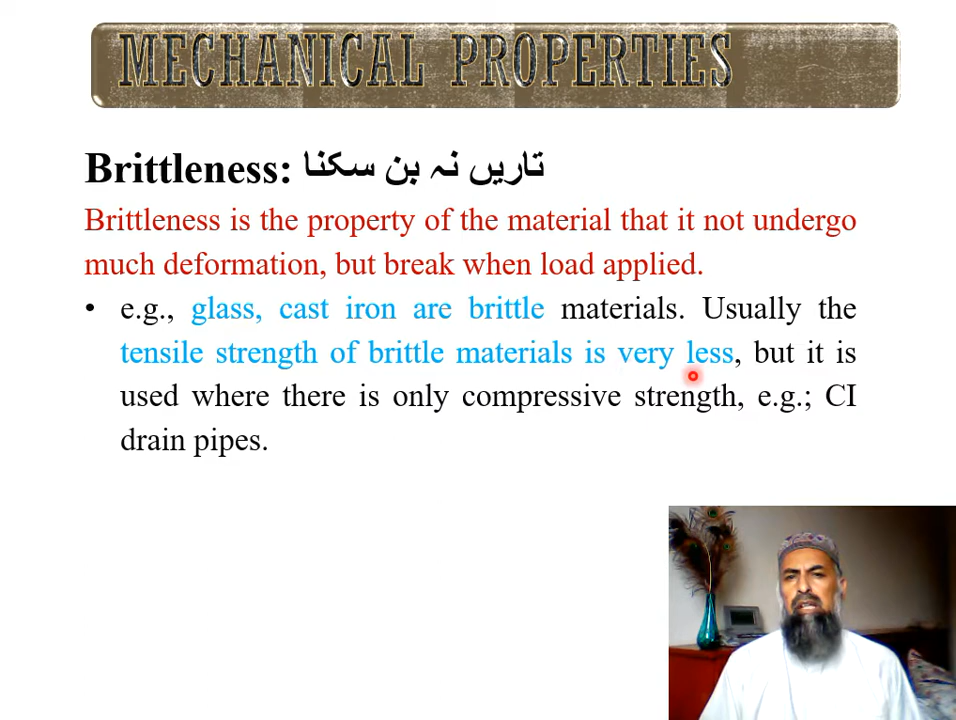 MECHANICAL PROPERTIES
Brittleness: تاریں نہ بن سکنا
Brittleness is the property of the material that it not undergo
much deformation, but break when load applied.
• e.g., glass, cast iron are brittle materials. Usually the
tensile strength of brittle materials is very less, but it is
used where there is only compressive strength, e.g.; CI
drain pipes.